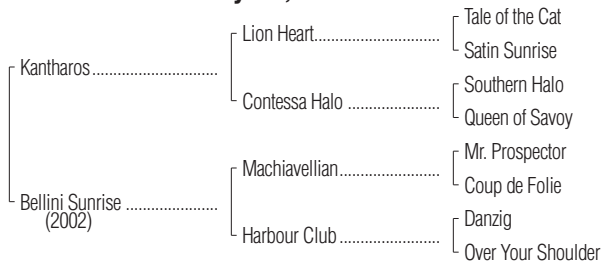 Tale of the Cat
Lion Heart
Satin Sunrise
Kantharos
Southern Halo
Contessa Halo
Queen of Savoy
Mr. Prospector
Machiavellian
Coup de Folie
Bellini Sunrise
(2002)
Danzig
Harbour Club
Over Your Shoulder